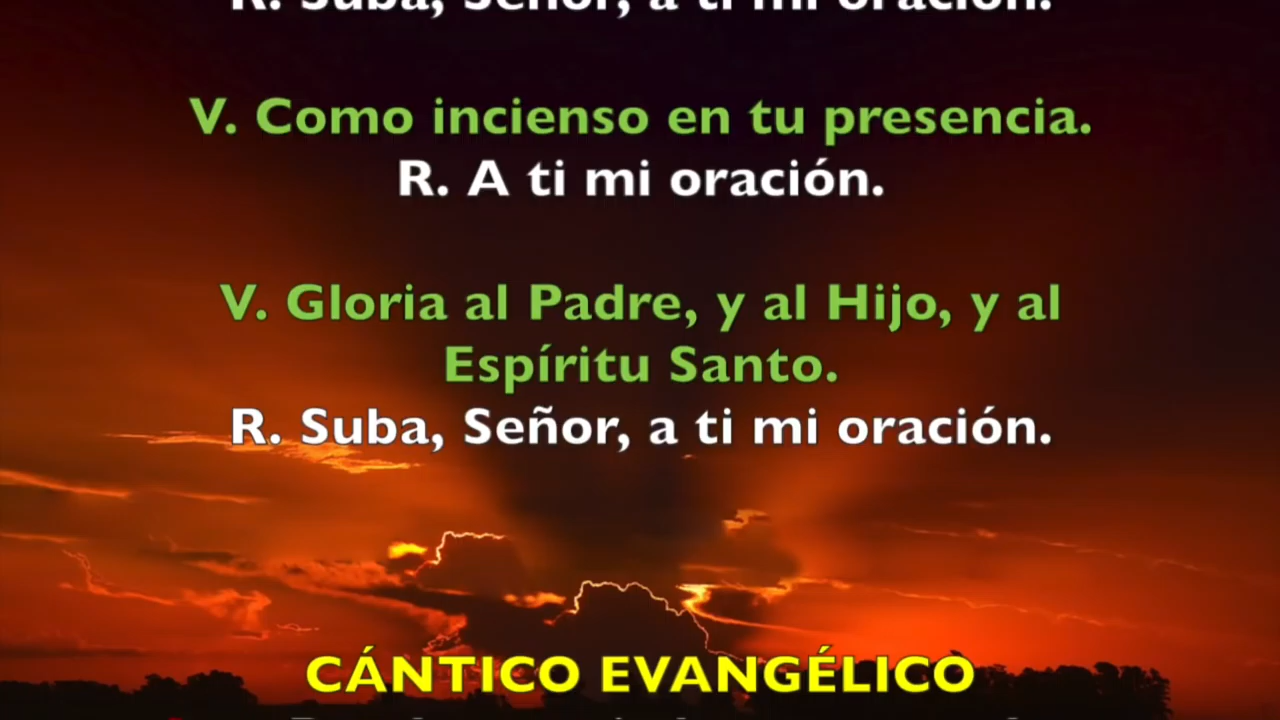 R. Suba, Señor, a ti mi oración.
V. Como incienso en tu presencia.
R. A ti mi oración.
V. Gloria al Padre, y al Hijo, y al
Espíritu Santo.
R. Suba, Señor, a ti mi oración.
CÁNTICO EVANGÉLICO